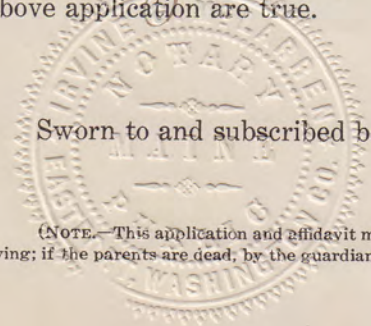 bove application are true.
IRVINE
NOTARY
MAINE
PUBLIC
WASHINGTON CO.
Sworn to and subscribed b
(NOTE.—This application and affidavit m
ving; if the parents are dead, by the guardian